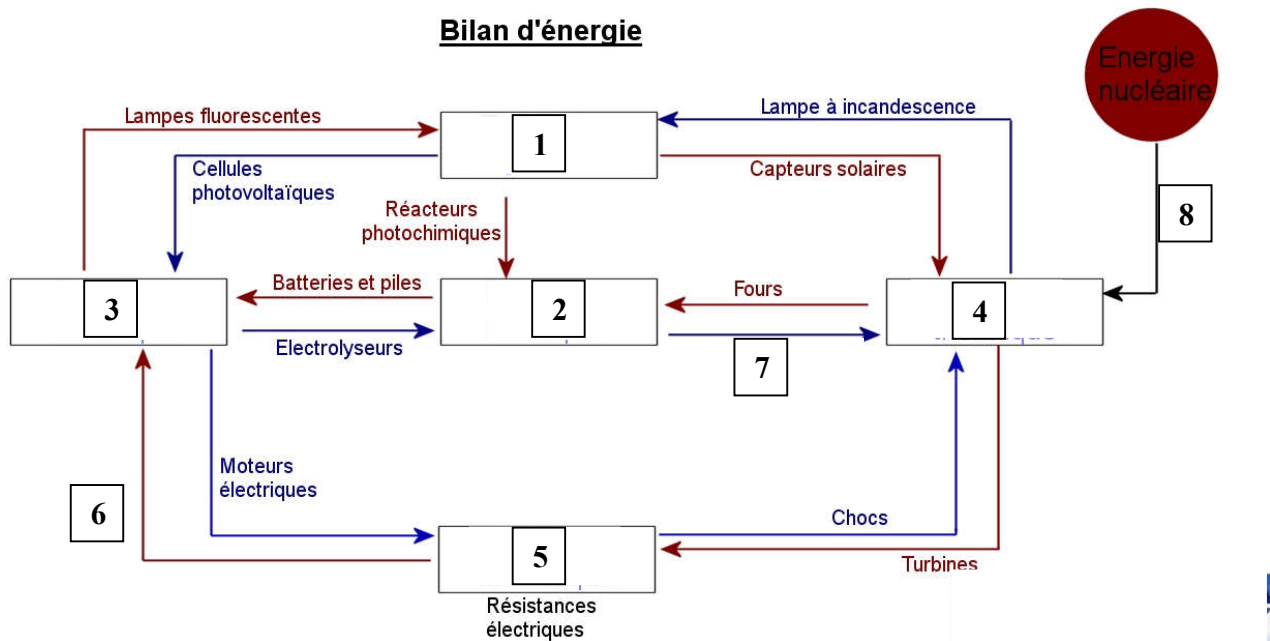 Bilan d'énergie
Energie
nucléaire
Lampes fluorescentes
Lampe à incandescence
1
Cellules
photovoltaïques
Capteurs solaires
8
Réacteurs
photochimiques
3
Batteries et piles
2
Fours
4
Electrolyseurs
7
Moteurs
électriques
6
5
Chocs
Turbines
Résistances
électriques